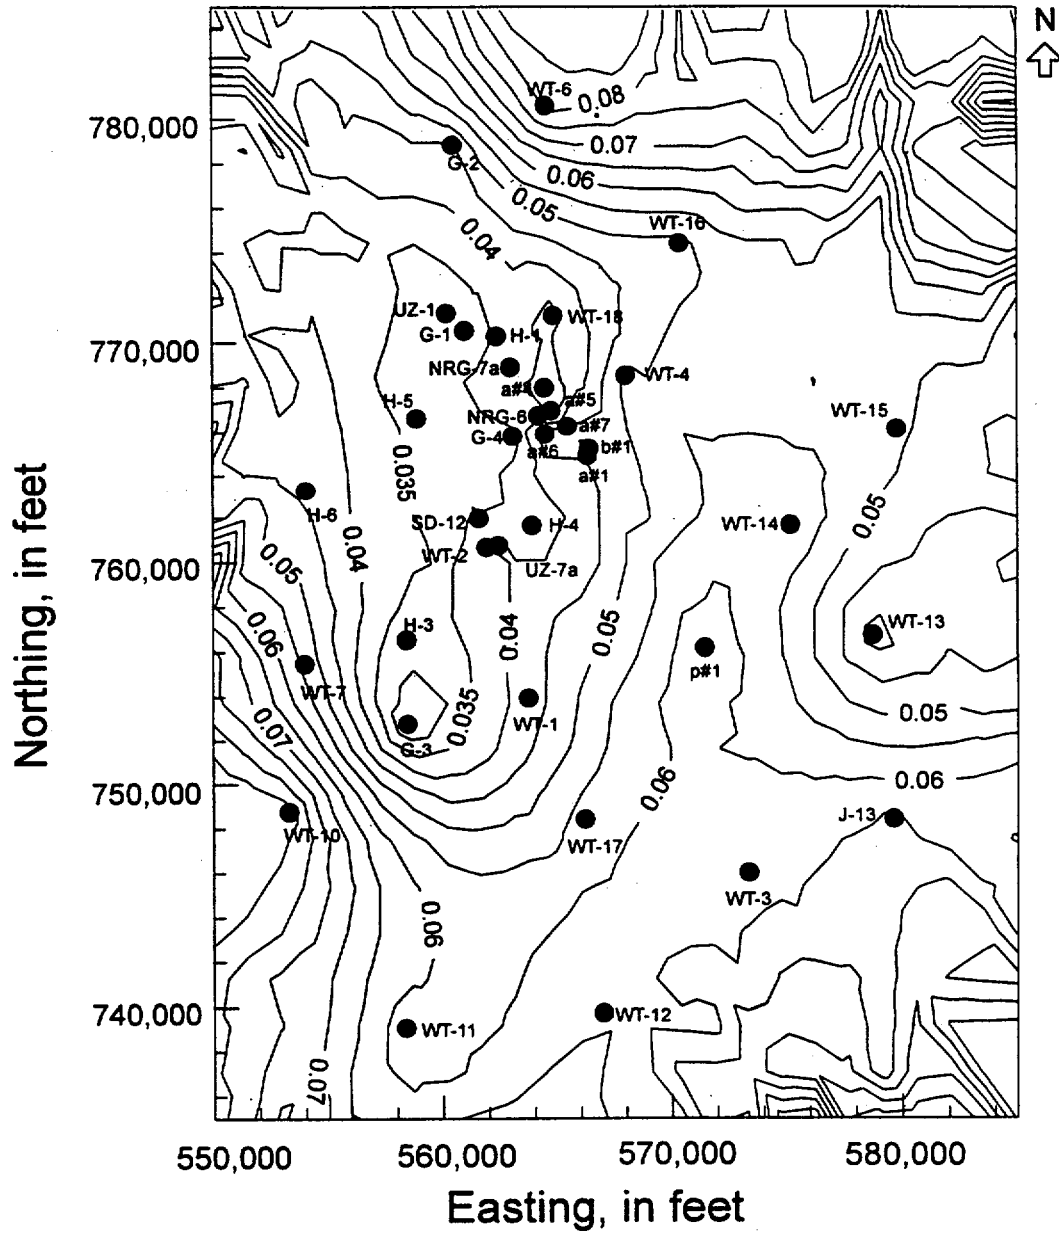 N
WT-6
0.08
780,000
0.07
G-2
0.06
0.05
WT-16
0.04
UZ-1
WT-18
G-1
H-1
770,000
NRG-7a
WT-4
a#4
a#5
H-5
NRG-6
a#7
WT-15
G-4
a#6
b#1
a#1
0.035
H-6
SD-12
H-4
WT-14
0.05
0.04
0.05
WT-2
UZ-7a
760,000
0.06
H-3
0.04
0.05
WT-13
p#1
WT-7
0.035
WT-1
0.05
0.07
G-3
0.06
0.06
750,000
WT-10
WT-17
J-13
WT-3
0.06
740,000
WT-11
WT-12
0.07
550,000
560,000
570,000
580,000
Easting, in feet
Northing, in feet